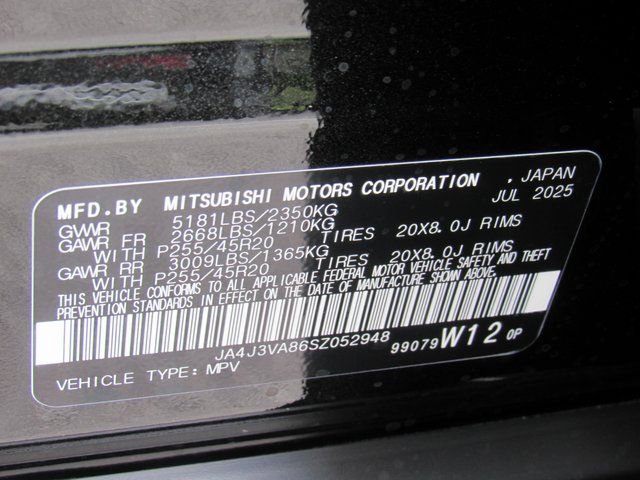 MFD.BY MITSUBISHI MOTORS CORPORATION , JAPAN
JUL 2025
GVWR 5181LBS/2350KG
GAWR FR 2668LBS/1210KG
WITH P255/45R20 TIRES 20X8.0J RIMS
GAWR RR 3009LBS/1365KG
WITH P255/45R20 TIRES 20X8.0J RIMS
THIS VEHICLE CONFORMS TO ALL APPLICABLE FEDERAL MOTOR VEHICLE SAFETY AND THEFT
PREVENTION STANDARDS IN EFFECT ON THE DATE OF MANUFACTURE SHOWN ABOVE.
JA4J3VA86SZ052948
99079 W12 0P
VEHICLE TYPE: MPV